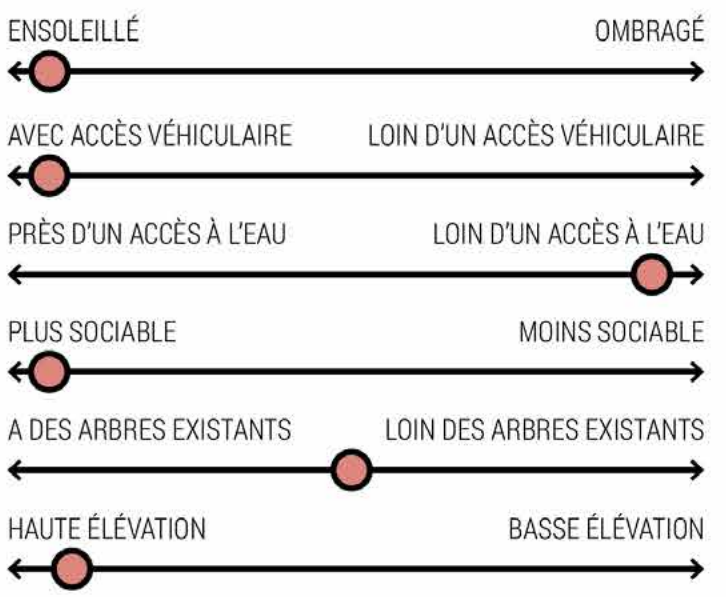 ENSOLEILLÉ OMBRAGÉ
AVEC ACCÈS VÉHICULAIRE LOIN D'UN ACCÈS VÉHICULAIRE
PRÈS D'UN ACCÈS À L'EAU LOIN D'UN ACCÈS À L'EAU
PLUS SOCIABLE MOINS SOCIABLE
A DES ARBRES EXISTANTS LOIN DES ARBRES EXISTANTS
HAUTE ÉLÉVATION BASSE ÉLÉVATION